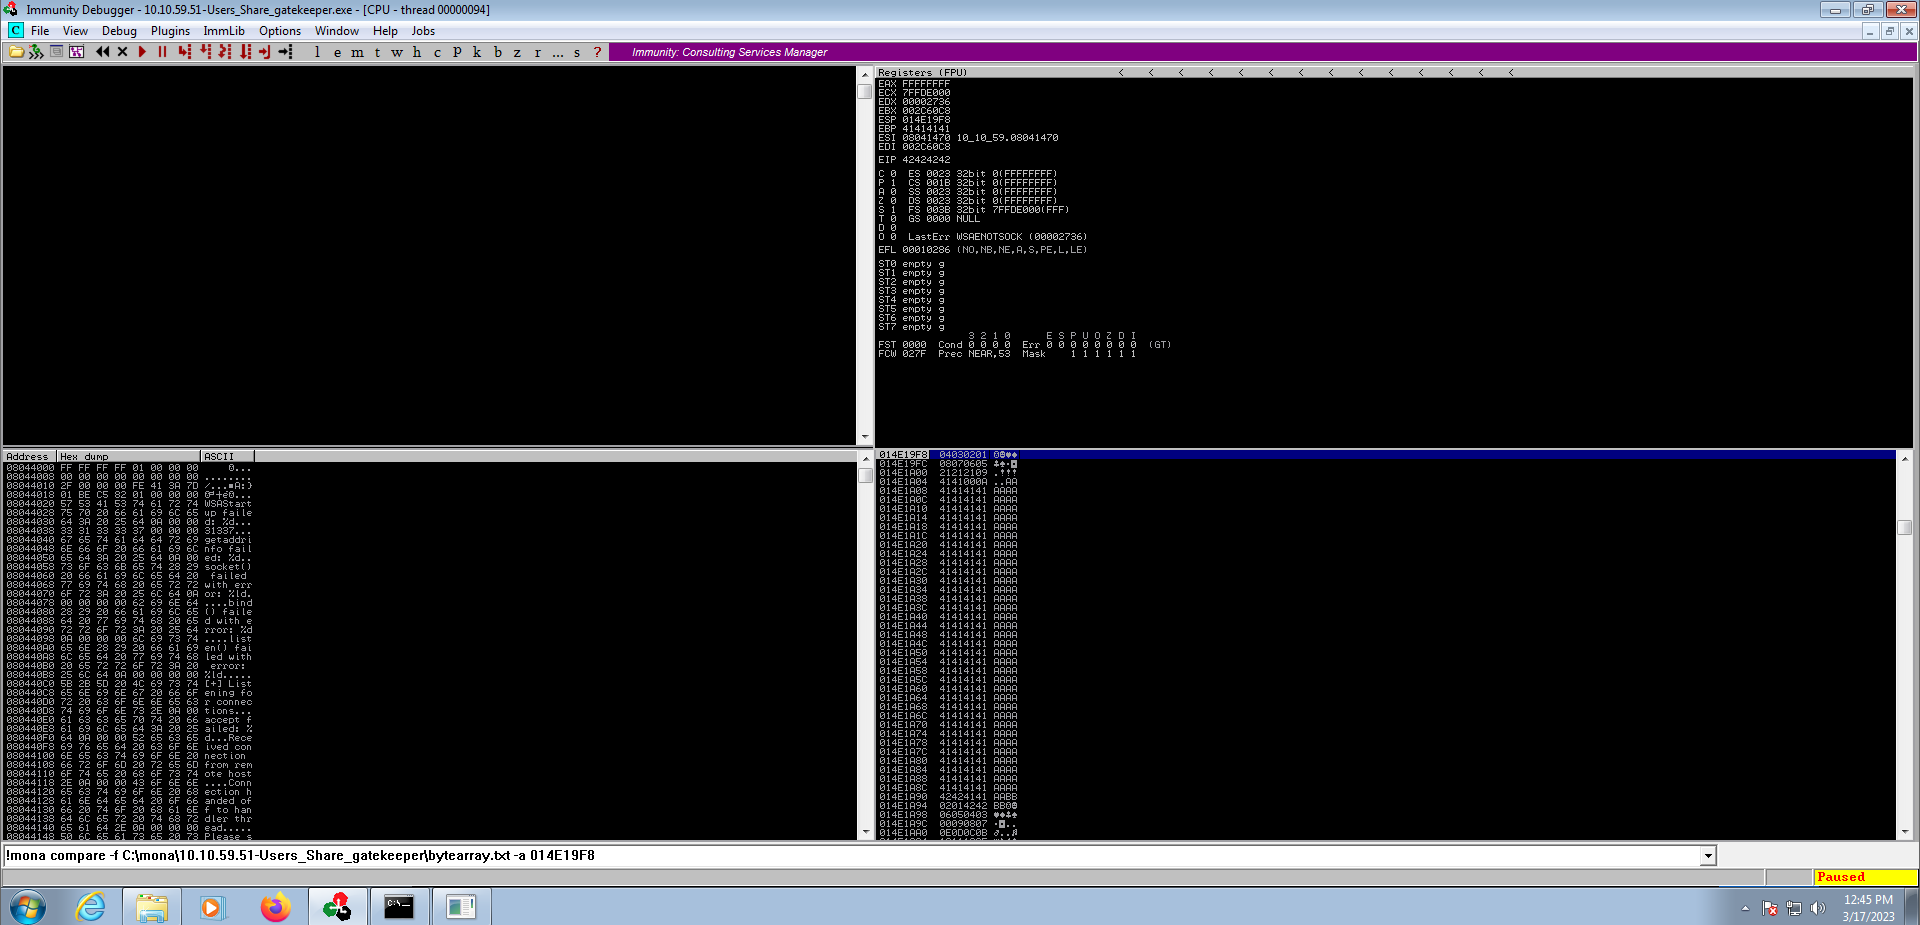 Immunity Debugger - 10.10.59.51-Users_Share_gatekeeper.exe - [CPU - thread 00000094]
C File View Debug Plugins ImmLib Options Window Help Jobs
l e m t w h c P k b z r ... s ? Immunity: Consulting Services Manager
Registers (FPU) < < < < < < < < < < < < < <
EAX FFFFFFFF
ECX 7FFDE000
EDX 00002736
EBX 002C60C8
ESP 014E19F8
EBP 41414141
ESI 08041470 10_10_59.08041470
EDI 002C60C8
EIP 42424242
C 0 ES 0023 32bit 0(FFFFFFFF)
P 1 CS 001B 32bit 0(FFFFFFFF)
A 0 SS 0023 32bit 0(FFFFFFFF)
Z 0 DS 0023 32bit 0(FFFFFFFF)
S 1 FS 003B 32bit 7FFDE000(FFF)
T 0 GS 0000 NULL
D 0
O 0 LastErr WSAENOTSOCK (00002736)
EFL 00010286 (NO,NB,NE,A,S,PE,L,LE)
ST0 empty g
ST1 empty g
ST2 empty g
ST3 empty g
ST4 empty g
ST5 empty g
ST6 empty g
ST7 empty g
3 2 1 0 E S P U O Z D I
FST 0000 Cond 0 0 0 0 Err 0 0 0 0 0 0 0 0 (GT)
FCW 027F Prec NEAR,53 Mask 1 1 1 1 1 1
Address Hex dump ASCII
08044000 FF FF FF FF 01 00 00 00 0...
08044008 00 00 00 00 00 00 00 00 ........
08044010 2F 00 00 00 FE 41 3A 7D /...■A:}
08044018 01 BE C5 82 01 00 00 00
08044020 57 53 41 53 74 61 72 74 WSAStart
08044028 75 70 20 66 61 69 6C 65 up faile
08044030 64 3A 20 25 64 0A 00 00 d: %d...
08044038 33 31 33 33 37 00 00 00 31337...
08044040 67 65 74 61 64 64 72 69 getaddri
08044048 6E 66 6F 20 66 61 69 6C nfo fail
08044050 65 64 3A 20 25 64 0A 00 ed: %d..
08044058 73 6F 63 6B 65 74 28 29 socket()
08044060 20 66 61 69 6C 65 64 20 failed
08044068 77 69 74 68 20 65 72 72 with err
08044070 6F 72 3A 20 25 6C 64 0A or: %ld.
08044078 00 00 00 00 62 69 6E 64 ....bind
08044080 28 29 20 66 61 69 6C 65 () faile
08044088 64 20 77 69 74 68 20 65 d with e
08044090 72 72 6F 72 3A 20 25 64 rror: %d
08044098 0A 00 00 00 6C 69 73 74 ....list
080440A0 65 6E 28 29 20 66 61 69 en() fai
080440A8 6C 65 64 20 77 69 74 68 led with
080440B0 20 65 72 72 6F 72 3A 20 error:
080440B8 25 6C 64 0A 00 00 00 00 %ld.....
080440C0 5B 2B 5D 20 4C 69 73 74 [+] List
080440C8 65 6E 69 6E 67 20 66 6F ening fo
080440D0 72 20 63 6F 6E 6E 65 63 r connec
080440D8 74 69 6F 6E 73 2E 0A 00 tions...
080440E0 61 63 63 65 70 74 20 66 accept f
080440E8 61 69 6C 65 64 3A 20 25 ailed: %
080440F0 64 0A 00 00 52 65 63 65 d...Rece
080440F8 69 76 65 64 20 63 6F 6E ived con
08044100 6E 65 63 74 69 6F 6E 20 nection
08044108 66 72 6F 6D 20 72 65 6D from rem
08044110 6F 74 65 20 68 6F 73 74 ote host
08044118 2E 0A 00 00 43 6F 6E 6E ....Conn
08044120 65 63 74 69 6F 6E 20 68 ection h
08044128 61 6E 64 65 64 20 6F 66 anded of
08044130 66 20 74 6F 20 68 61 6E f to han
08044138 64 6C 65 72 20 74 68 72 dler thr
08044140 65 61 64 2E 0A 00 00 00 ead.....
08044148 50 6C 65 61 73 65 20 73 Please s
014E19F8 04030201
014E19FC 08070605
014E1A00 21212109 .!!!
014E1A04 4141000A ..AA
014E1A08 41414141 AAAA
014E1A0C 41414141 AAAA
014E1A10 41414141 AAAA
014E1A14 41414141 AAAA
014E1A18 41414141 AAAA
014E1A1C 41414141 AAAA
014E1A20 41414141 AAAA
014E1A24 41414141 AAAA
014E1A28 41414141 AAAA
014E1A2C 41414141 AAAA
014E1A30 41414141 AAAA
014E1A34 41414141 AAAA
014E1A38 41414141 AAAA
014E1A3C 41414141 AAAA
014E1A40 41414141 AAAA
014E1A44 41414141 AAAA
014E1A48 41414141 AAAA
014E1A4C 41414141 AAAA
014E1A50 41414141 AAAA
014E1A54 41414141 AAAA
014E1A58 41414141 AAAA
014E1A5C 41414141 AAAA
014E1A60 41414141 AAAA
014E1A64 41414141 AAAA
014E1A68 41414141 AAAA
014E1A6C 41414141 AAAA
014E1A70 41414141 AAAA
014E1A74 41414141 AAAA
014E1A78 41414141 AAAA
014E1A7C 41414141 AAAA
014E1A80 41414141 AAAA
014E1A84 41414141 AAAA
014E1A88 41414141 AAAA
014E1A8C 41414141 AAAA
014E1A90 42424141 AABB
014E1A94 02014242 BB
014E1A98 06050403
014E1A9C 00090807
014E1AA0 0E0D0C0B
!mona compare -f C:\mona\10.10.59.51-Users_Share_gatekeeper\bytearray.txt -a 014E19F8
Paused
C:\_
12:45 PM
3/17/2023